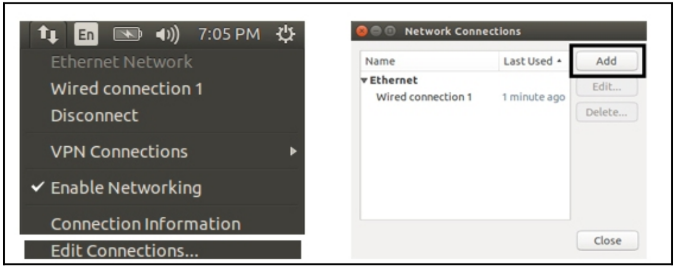 En 7:05 PM
Ethernet Network
Wired connection 1
Disconnect
VPN Connections
Enable Networking
Connection Information
Edit Connections...
Network Connections
Name Last Used
Ethernet
Wired connection 1 1 minute ago
Add
Edit...
Delete...
Close